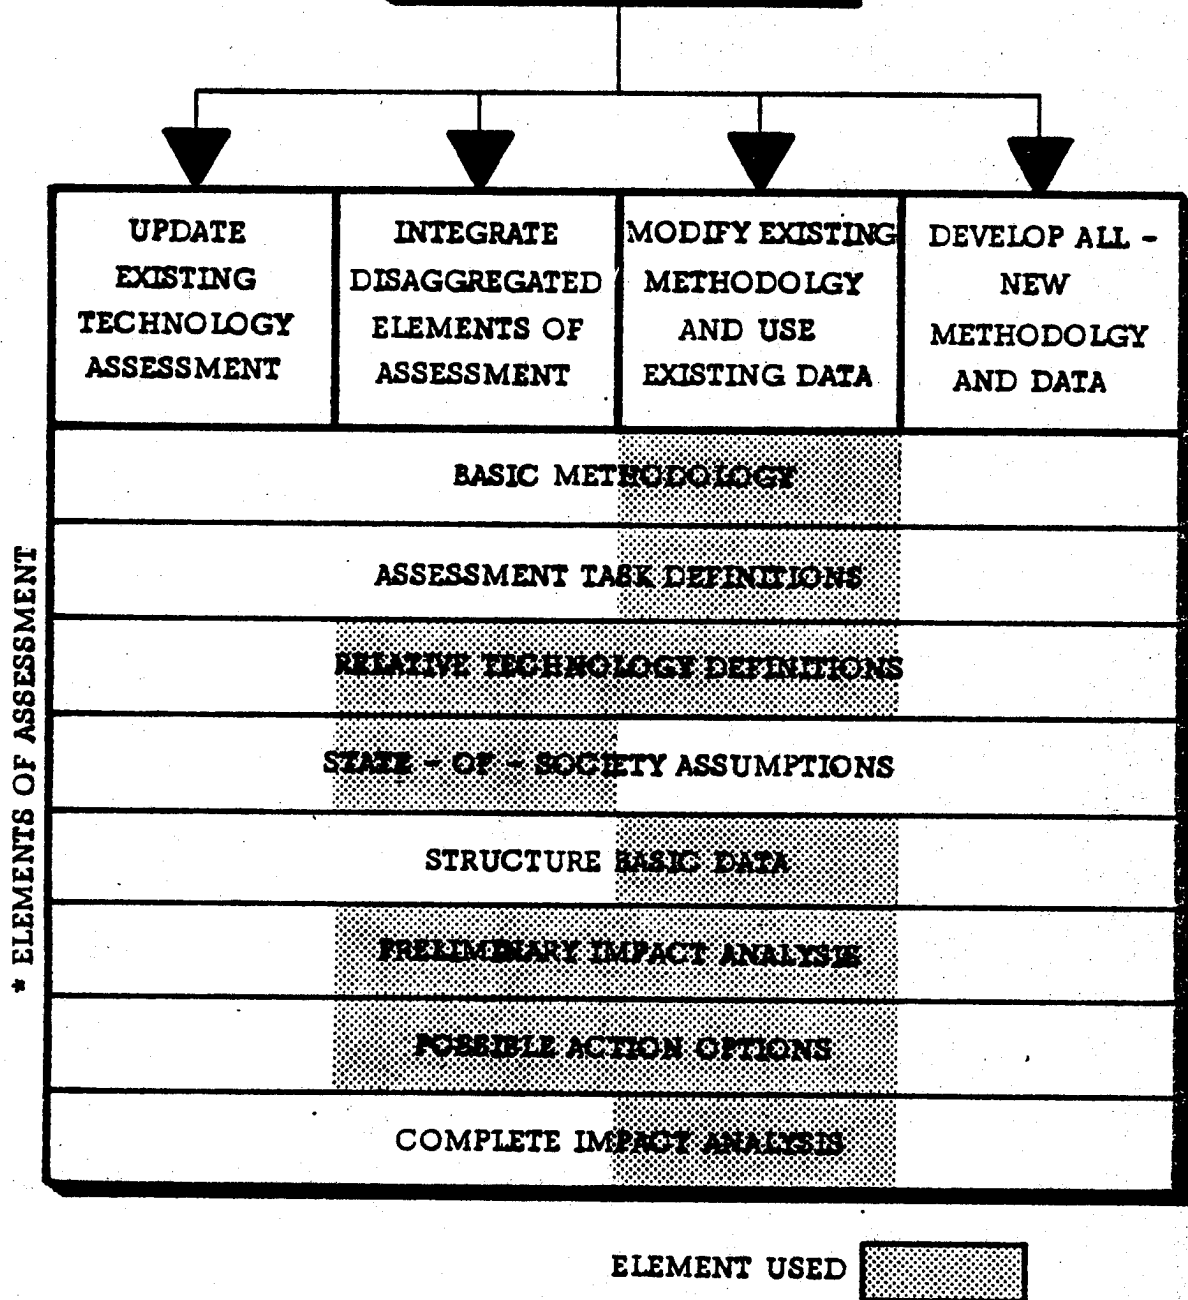 UPDATE
EXISTING
TECHNOLOGY
ASSESSMENT
INTEGRATE
DISAGGREGATED
ELEMENTS OF
ASSESSMENT
MODIFY EXISTING
METHODOLGY
AND USE
EXISTING DATA
DEVELOP ALL -
NEW
METHODOLGY
AND DATA
* ELEMENTS OF ASSESSMENT
BASIC METHODOLOGY
ASSESSMENT TASK DEFINITIONS
RELATIVE TECHNOLOGY DEFINITIONS
STATE - OF - SOCIETY ASSUMPTIONS
STRUCTURE BASIC DATA
PRELIMINARY IMPACT ANALYSIS
POSSIBLE ACTION OPTIONS
COMPLETE IMPACT ANALYSIS
ELEMENT USED